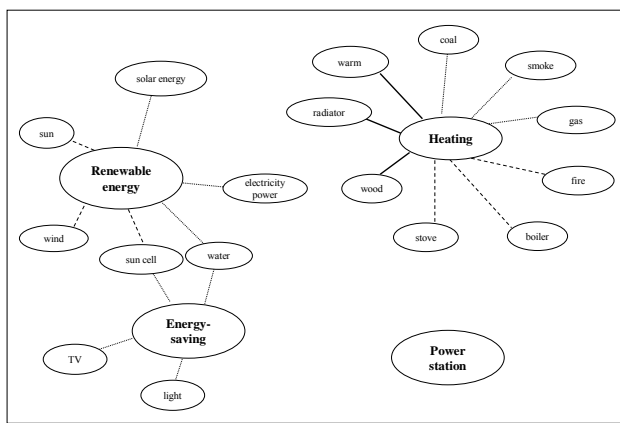 coal
warm
smoke
solar energy
radiator
gas
sun
Heating
Renewable
energy
electricity
power
wood
fire
wind
stove
boiler
sun cell
water
Energy-
saving
TV
light
Power
station